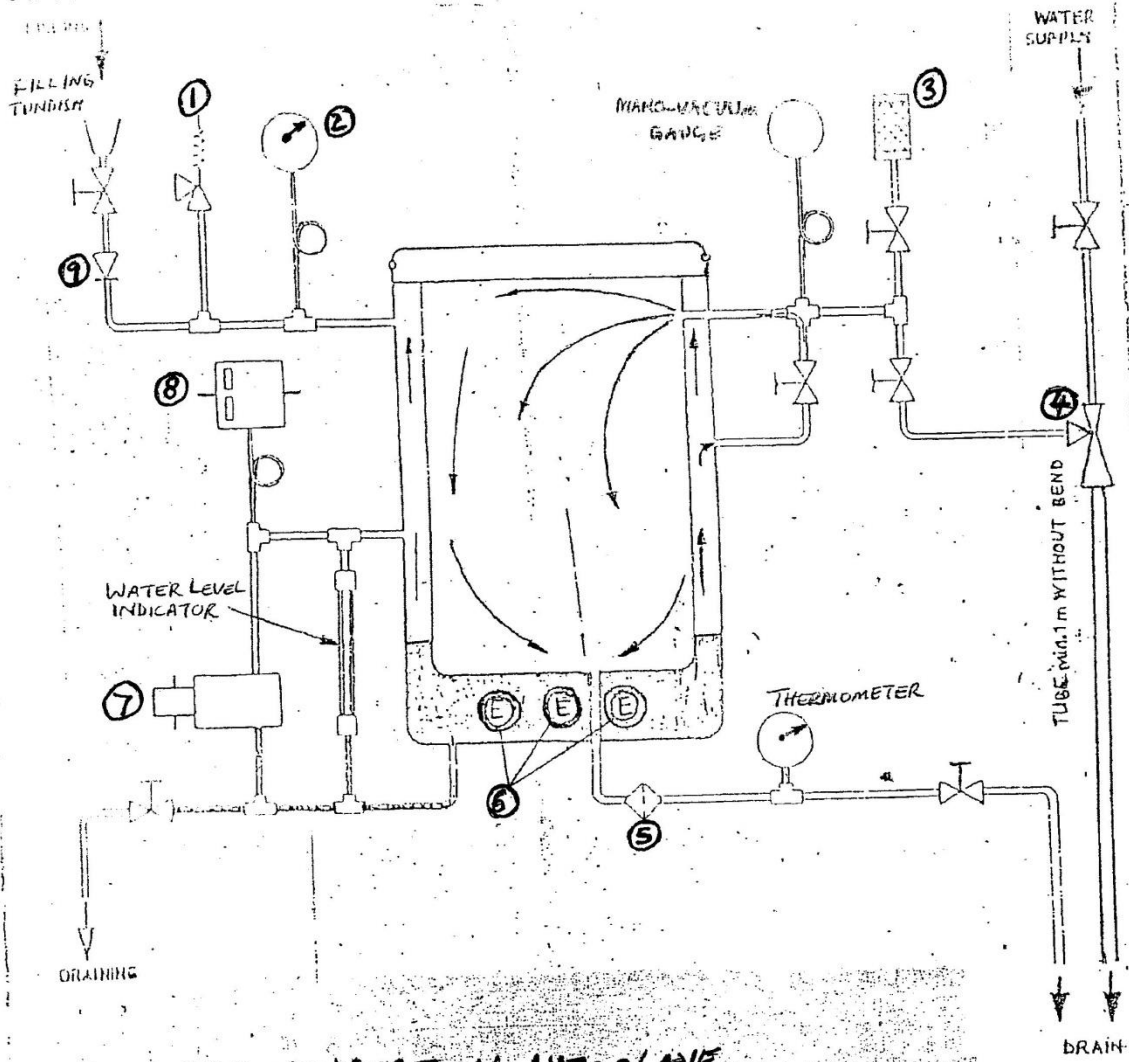 FILLING
TUNDISH
1
2
MANO-VACUUM
GAUGE
3
WATER
SUPPLY
9
8
4
TUBE min. 1 m WITHOUT BEND
WATER LEVEL
INDICATOR
7
E E E
THERMOMETER
6
5
DRAINING
DRAIN